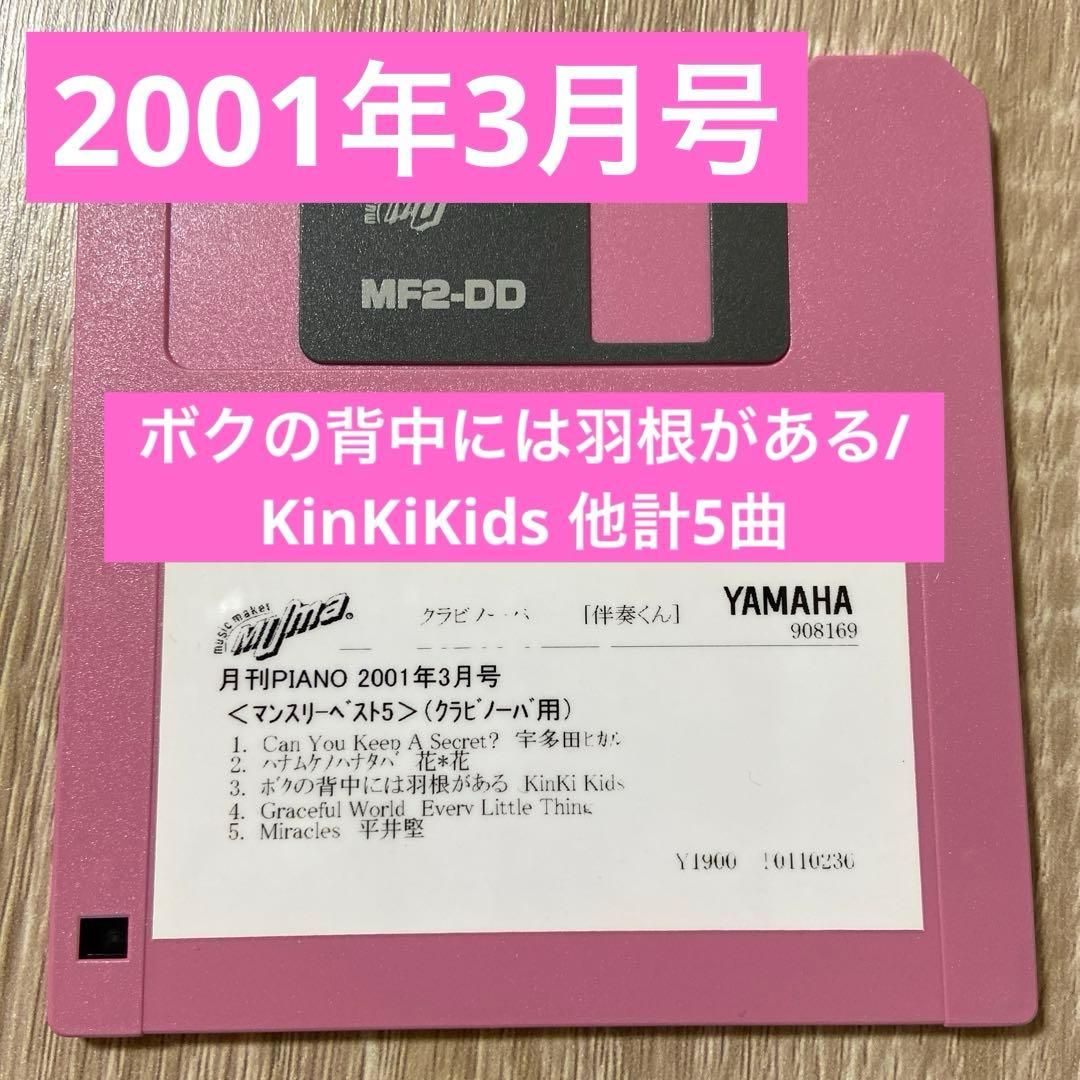 2001年3月号
MF2-DD
ボクの背中には羽根がある/
KinKiKids 他計5曲
music maker
Mujma®
クラビノーバ [伴奏くん] YAMAHA
908169
月刊PIANO 2001年3月号
<マンスリーベスト5>(クラビノーバ用)
1. Can You Keep A Secret? 宇多田ヒカル
2. ハナムケノハナタバ 花*花
3. ボクの背中には羽根がある KinKi Kids
4. Graceful World Every Little Thing
5. Miracles 平井堅
Y1900